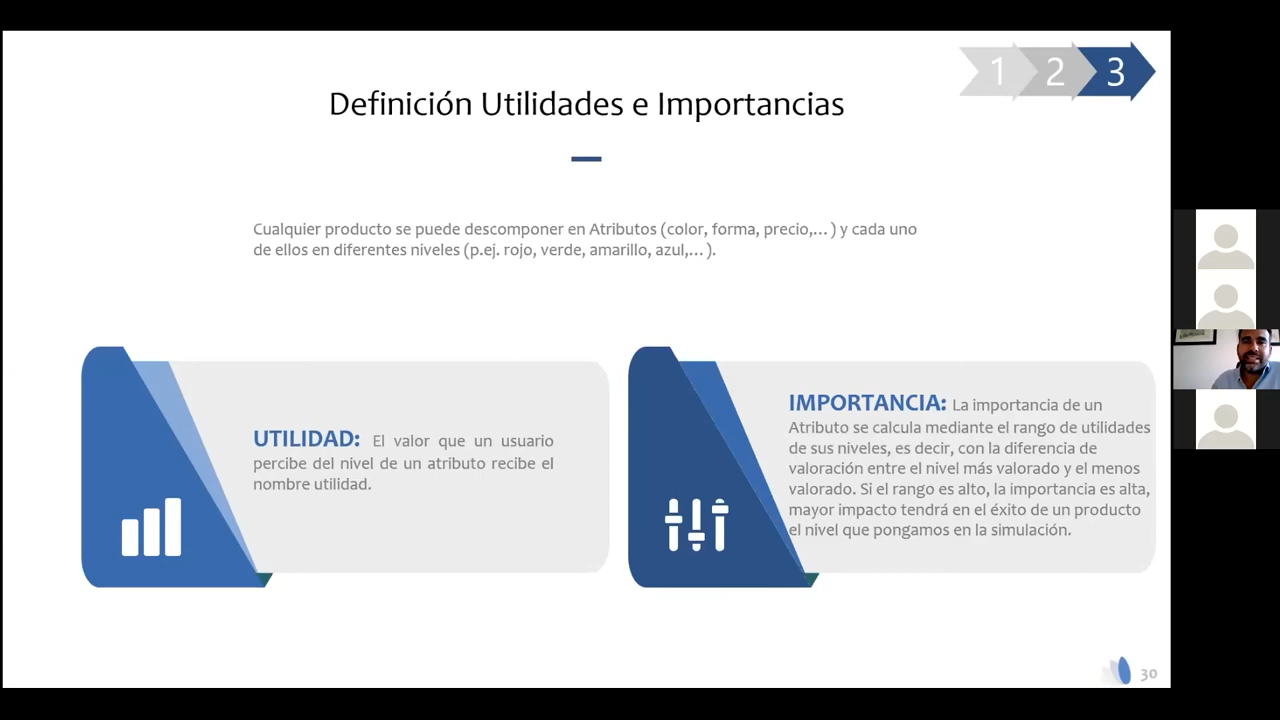 1 2 3
Definición Utilidades e Importancias
Cualquier producto se puede descomponer en Atributos (color, forma, precio,...) y cada uno
de ellos en diferentes niveles (p.ej. rojo, verde, amarillo, azul,...).
UTILIDAD: El valor que un usuario
percibe del nivel de un atributo recibe el
nombre utilidad.
IMPORTANCIA: La importancia de un
Atributo se calcula mediante el rango de utilidades
de sus niveles, es decir, con la diferencia de
valoración entre el nivel más valorado y el menos
valorado. Si el rango es alto, la importancia es alta,
mayor impacto tendrá en el éxito de un producto
el nivel que pongamos en la simulación.
30